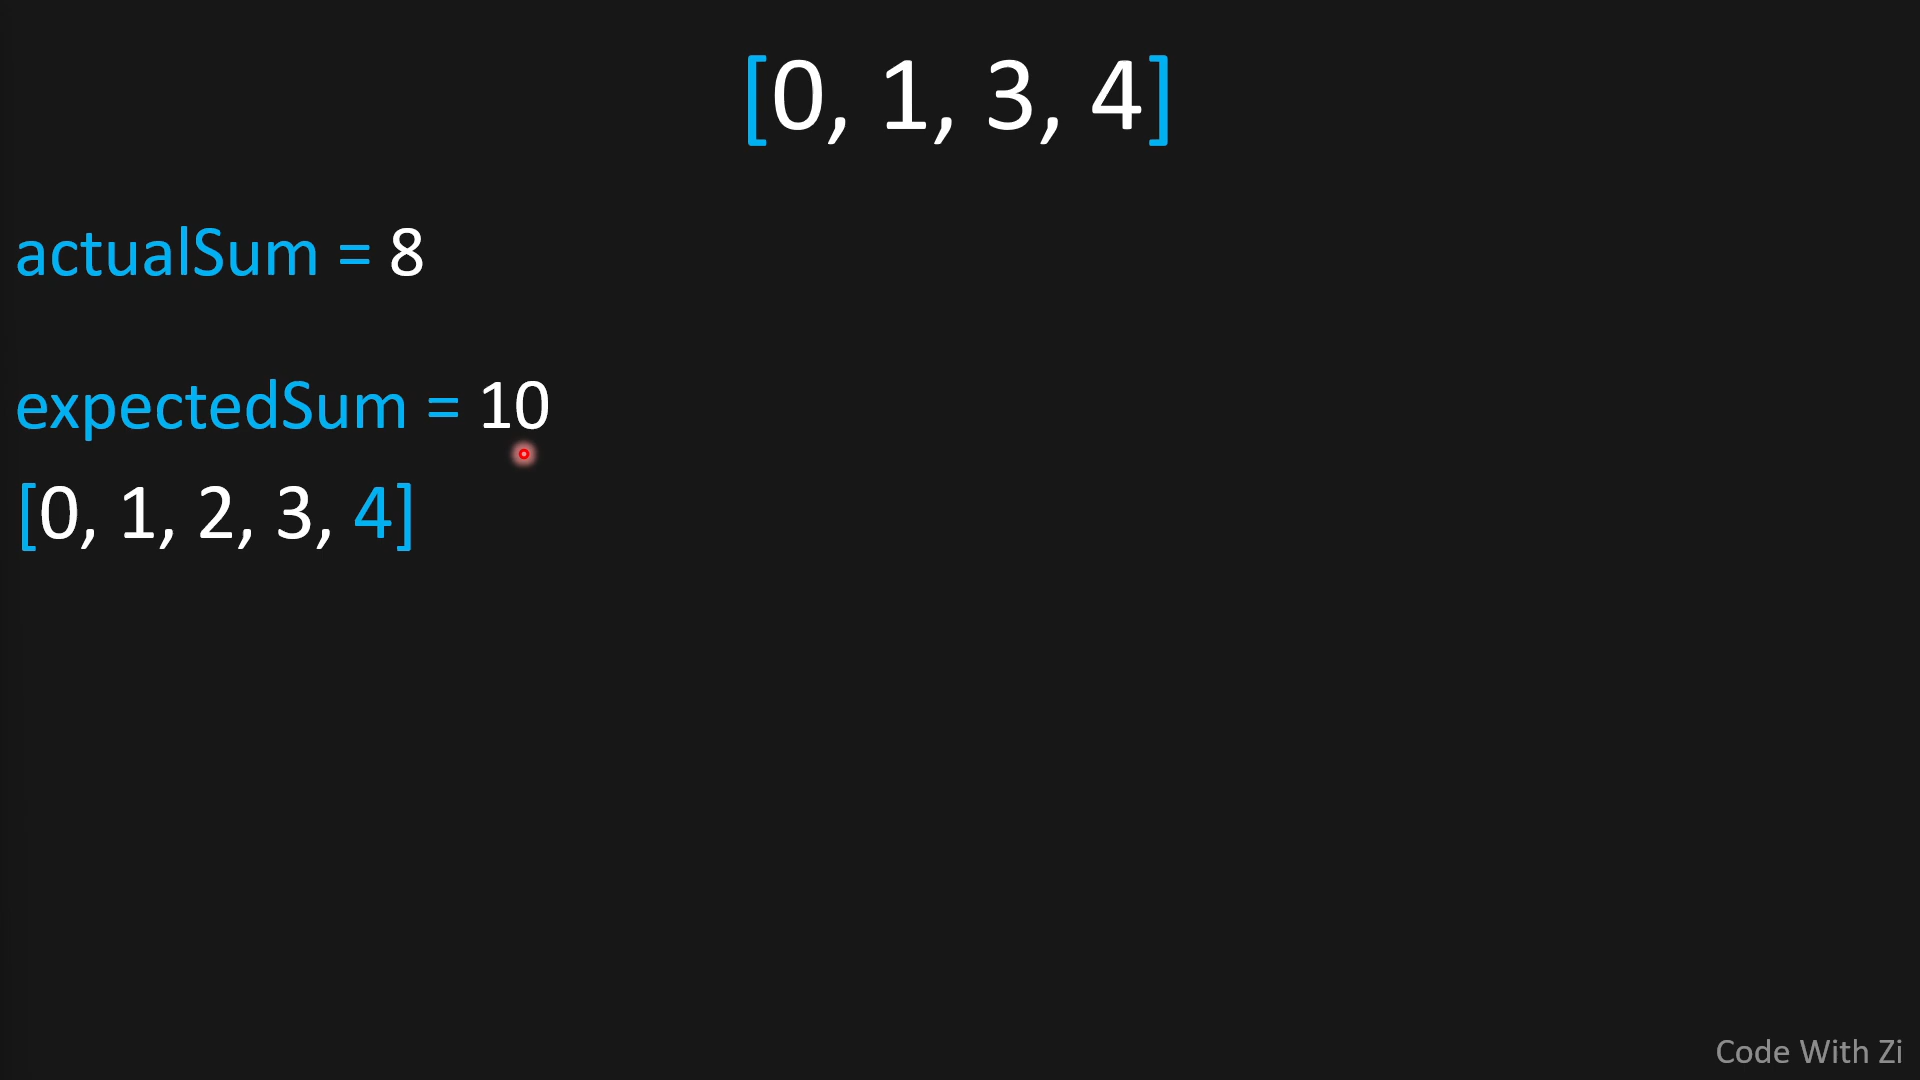 [0, 1, 3, 4]
actualSum = 8
expectedSum = 10
[0, 1, 2, 3, 4]
Code With Zi